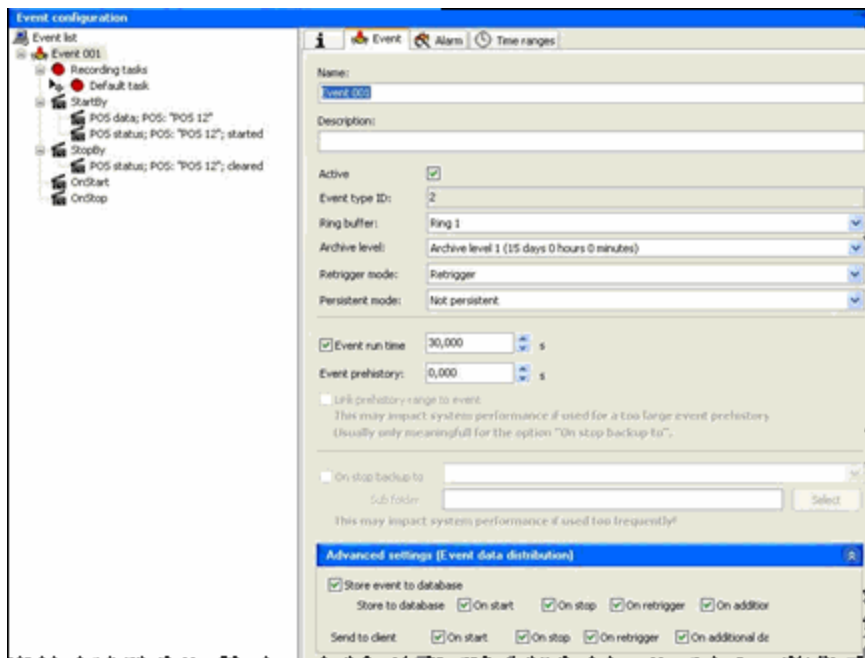 Event configuration
Event list
Event 001
Recording tasks
Default task
StartBy
POS data; POS: "POS 12"
POS status; POS: "POS 12"; started
StopBy
POS status; POS: "POS 12"; cleared
OnStart
OnStop
i Event Alarm Time ranges
Name:
Event 001
Description:
Active
Event type ID: 2
Ring buffer: Ring 1
Archive level: Archive level 1 (15 days 0 hours 0 minutes)
Retrigger mode: Retrigger
Persistent mode: Not persistent
Event run time 30,000 s
Event prehistory: 0,000 s
Link prehistory range to event
This may impact system performance if used for a too large event prehistory
Usually only meaningfull for the option "On stop backup to".
On stop backup to
Sub folder Select
This may impact system performance if used too frequently!
Advanced settings (Event data distribution)
Store event to database
Store to database On start On stop On retrigger On addition
Send to client On start On stop On retrigger On additional da